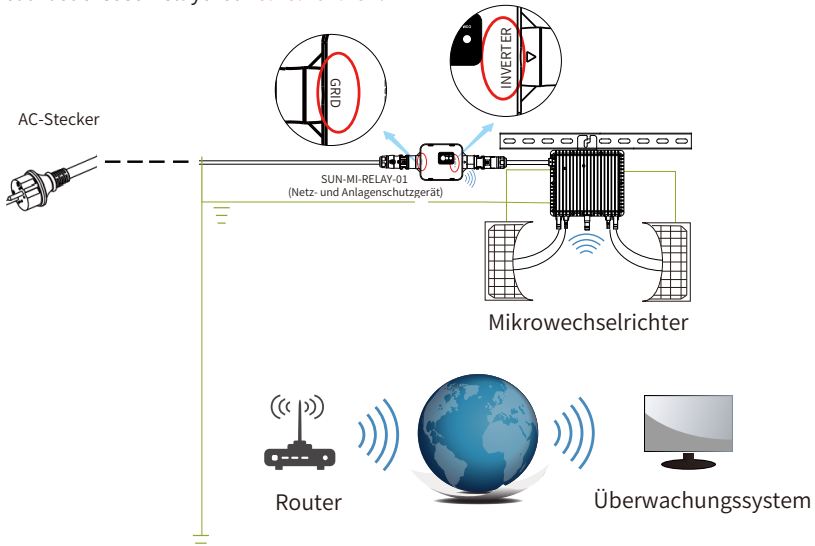 GRID
INVERTER
AC-Stecker
SUN-MI-RELAY-01
(Netz- und Anlagenschutzgerät)
Mikrowechselrichter
Router
Überwachungssystem